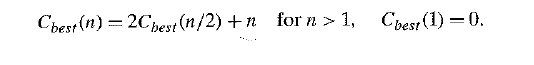 C_best(n) = 2C_best(n/2) + n for n > 1, C_best(1) = 0.